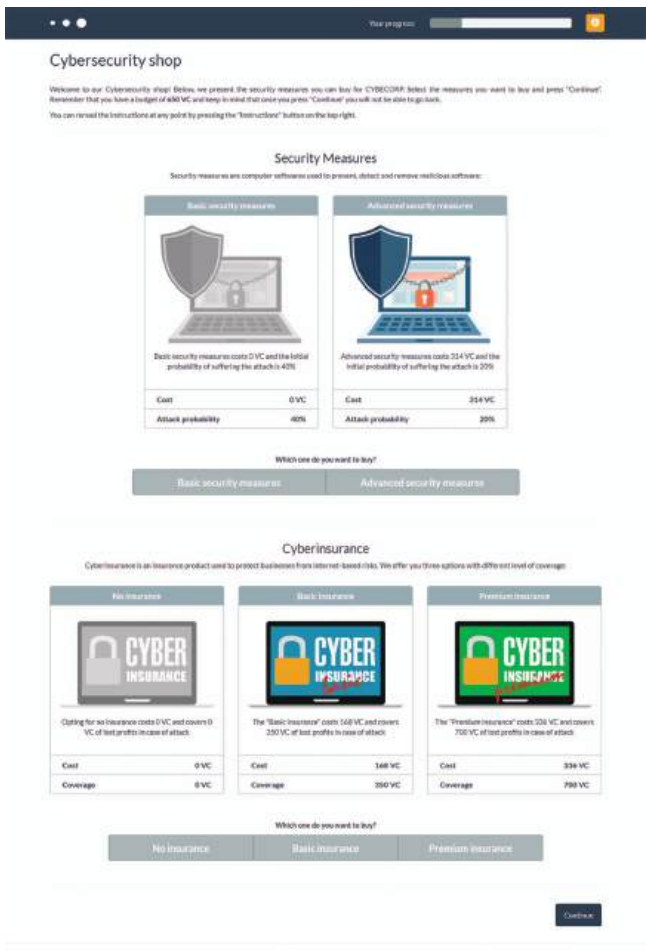 Your progress:
Cybersecurity shop
Welcome to our Cybersecurity shop! Below, we present the security measures you can buy for CYBECORP. Select the measures you want to buy and press "Continue".
Remember that you have a budget of 650 VC and keep in mind that once you press "Continue" you will not be able to go back.
You can reread the instructions at any point by pressing the "Instructions" button on the top right.
Security Measures
Security measures are computer softwares used to prevent, detect and remove malicious software:
Basic security measures
Advanced security measures
Basic security measures costs 0 VC and the initial
probability of suffering the attack is 40%
Advanced security measures costs 314 VC and the
initial probability of suffering the attack is 20%
Cost 0 VC
Cost 314 VC
Attack probability 40%
Attack probability 20%
Which one do you want to buy?
Basic security measures
Advanced security measures
Cyberinsurance
Cyberinsurance is an insurance product used to protect businesses from internet-based risks. We offer you three options with different level of coverage:
No insurance
Basic insurance
Premium insurance
CYBER
INSURANCE
CYBER
INSURANCE
basic
CYBER
INSURANCE
premium
Opting for no insurance costs 0 VC and covers 0
VC of lost profits in case of attack
The "Basic insurance" costs 168 VC and covers
350 VC of lost profits in case of attack
The "Premium insurance" costs 336 VC and covers
700 VC of lost profits in case of attack
Cost 0 VC
Cost 168 VC
Cost 336 VC
Coverage 0 VC
Coverage 350 VC
Coverage 700 VC
Which one do you want to buy?
No insurance
Basic insurance
Premium insurance
Continue